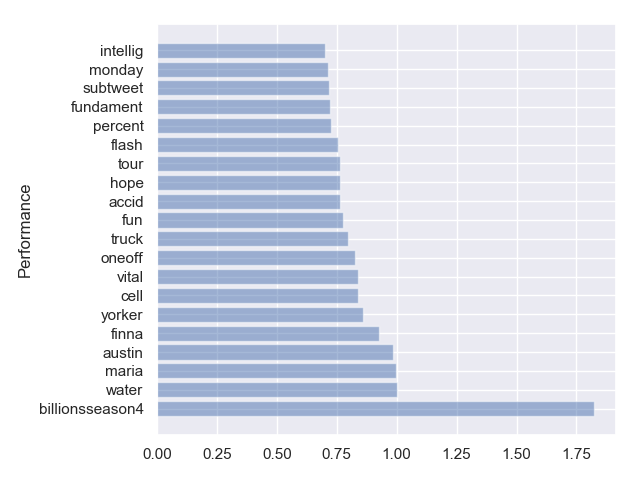 intellig
monday
subtweet
fundament
percent
flash
tour
hope
accid
fun
truck
oneoff
vital
cell
yorker
finna
austin
maria
water
billionsseason4
Performance
0.00 0.25 0.50 0.75 1.00 1.25 1.50 1.75